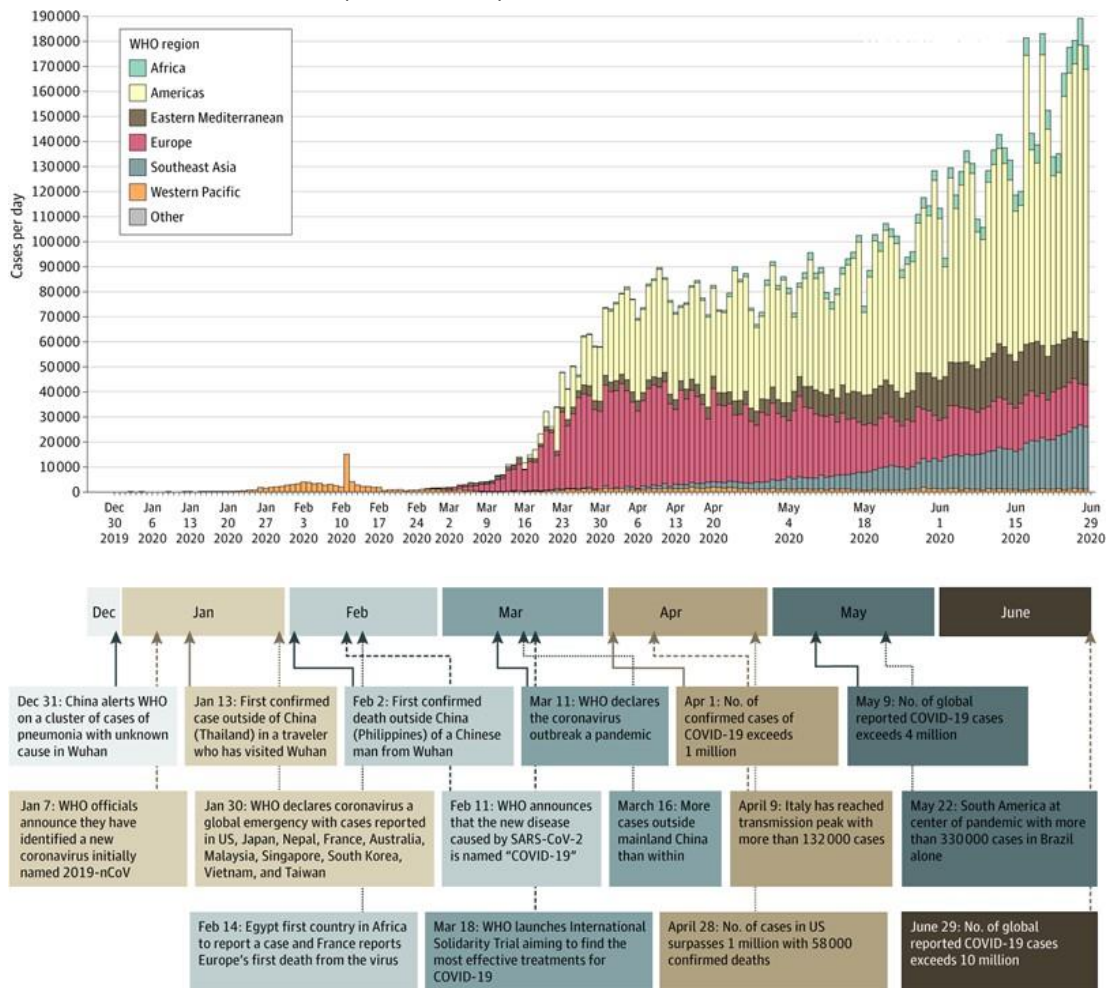 190000
180000
170000
160000
150000
140000
130000
120000
110000
100000
90000
80000
70000
60000
50000
40000
30000
20000
10000
0
Cases per day
WHO region
Africa
Americas
Eastern Mediterranean
Europe
Southeast Asia
Western Pacific
Other
Dec Jan Jan Jan Jan Feb Feb Feb Feb Mar Mar Mar Mar Mar Apr Apr Apr May May Jun Jun Jun
30 6 13 20 27 3 10 17 24 2 9 16 23 30 6 13 20 4 18 1 15 29
2019 2020 2020 2020 2020 2020 2020 2020 2020 2020 2020 2020 2020 2020 2020 2020 2020 2020 2020 2020 2020 2020
Dec Jan Feb Mar Apr May June
Dec 31: China alerts WHO
on a cluster of cases of
pneumonia with unknown
cause in Wuhan
Jan 13: First confirmed
case outside of China
(Thailand) in a traveler
who has visited Wuhan
Feb 2: First confirmed
death outside China
(Philippines) of a Chinese
man from Wuhan
Mar 11: WHO declares
the coronavirus
outbreak a pandemic
Apr 1: No. of
confirmed cases of
COVID-19 exceeds
1 million
May 9: No. of global
reported COVID-19 cases
exceeds 4 million
Jan 7: WHO officials
announce they have
identified a new
coronavirus initially
named 2019-nCoV
Jan 30: WHO declares coronavirus a
global emergency with cases reported
in US, Japan, Nepal, France, Australia,
Malaysia, Singapore, South Korea,
Vietnam, and Taiwan
Feb 11: WHO announces
that the new disease
caused by SARS-CoV-2
is named "COVID-19"
March 16: More
cases outside
mainland China
than within
April 9: Italy has reached
transmission peak with
more than 132000 cases
May 22: South America at
center of pandemic with more
than 330000 cases in Brazil
alone
Feb 14: Egypt first country in Africa
to report a case and France reports
Europe's first death from the virus
Mar 18: WHO launches International
Solidarity Trial aiming to find the
most effective treatments for
COVID-19
April 28: No. of cases in US
surpasses 1 million with 58000
confirmed deaths
June 29: No. of global
reported COVID-19 cases
exceeds 10 million